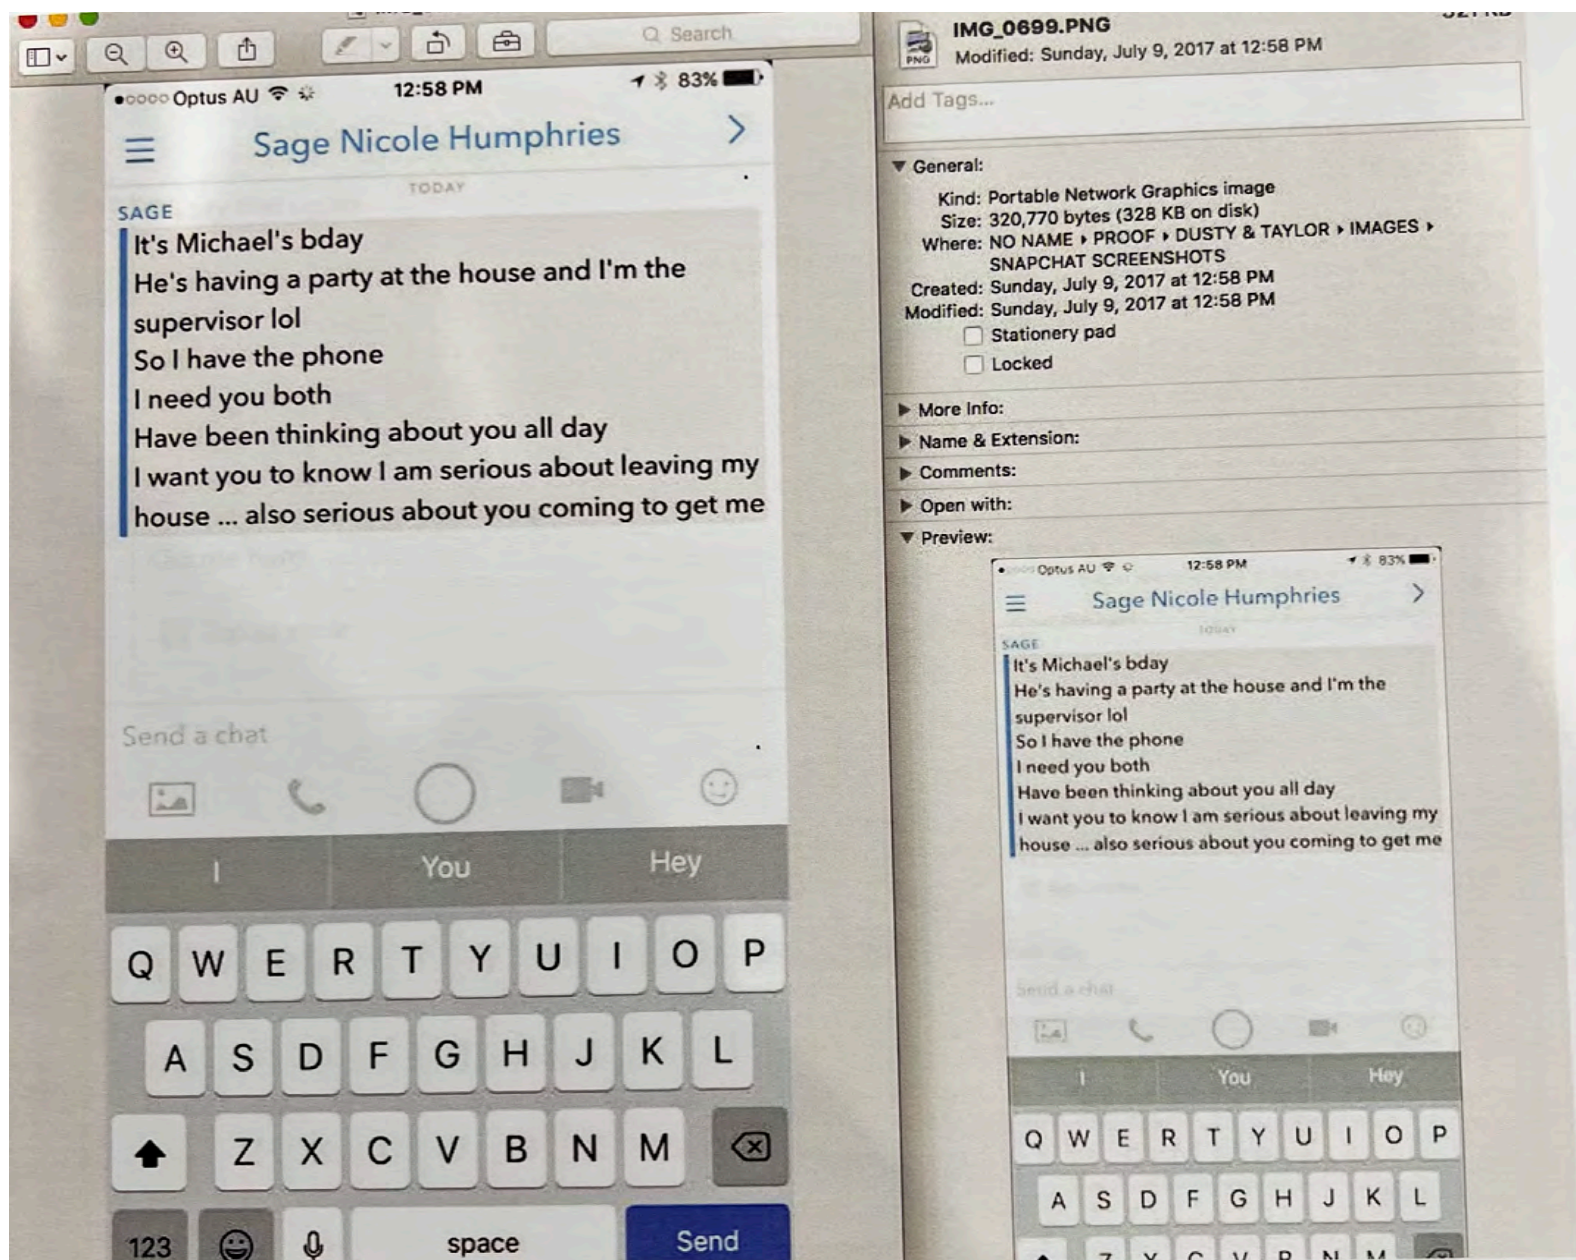 Search
Optus AU
12:58 PM
83%
Sage Nicole Humphries
TODAY
SAGE
It's Michael's bday
He's having a party at the house and I'm the
supervisor lol
So I have the phone
I need you both
Have been thinking about you all day
I want you to know I am serious about leaving my
house ... also serious about you coming to get me
Send a chat
I You Hey
Q W E R T Y U I O P
A S D F G H J K L
Z X C V B N M
123 space Send
PNG
IMG_0699.PNG
Modified: Sunday, July 9, 2017 at 12:58 PM
Add Tags...
General:
Kind: Portable Network Graphics image
Size: 320,770 bytes (328 KB on disk)
Where: NO NAME ▸ PROOF ▸ DUSTY & TAYLOR ▸ IMAGES ▸
SNAPCHAT SCREENSHOTS
Created: Sunday, July 9, 2017 at 12:58 PM
Modified: Sunday, July 9, 2017 at 12:58 PM
Stationery pad
Locked
More Info:
Name & Extension:
Comments:
Open with:
Preview:
Optus AU
12:58 PM
83%
Sage Nicole Humphries
TODAY
SAGE
It's Michael's bday
He's having a party at the house and I'm the
supervisor lol
So I have the phone
I need you both
Have been thinking about you all day
I want you to know I am serious about leaving my
house ... also serious about you coming to get me
Send a chat
I You Hey
Q W E R T Y U I O P
A S D F G H J K L
Z X C V B N M